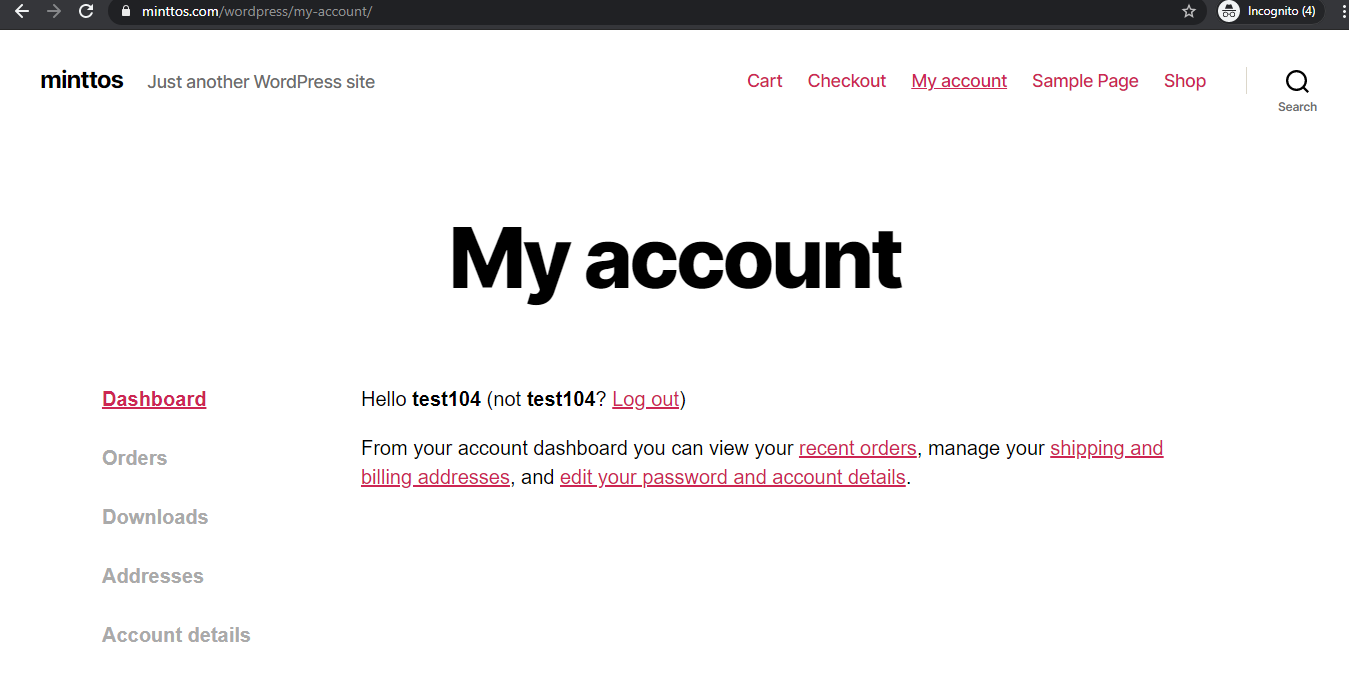 minttos.com/wordpress/my-account/
Incognito (4)
minttos Just another WordPress site
Cart Checkout My account Sample Page Shop
Search
My account
Dashboard
Orders
Downloads
Addresses
Account details
Hello test104 (not test104? Log out)
From your account dashboard you can view your recent orders, manage your shipping and
billing addresses, and edit your password and account details.